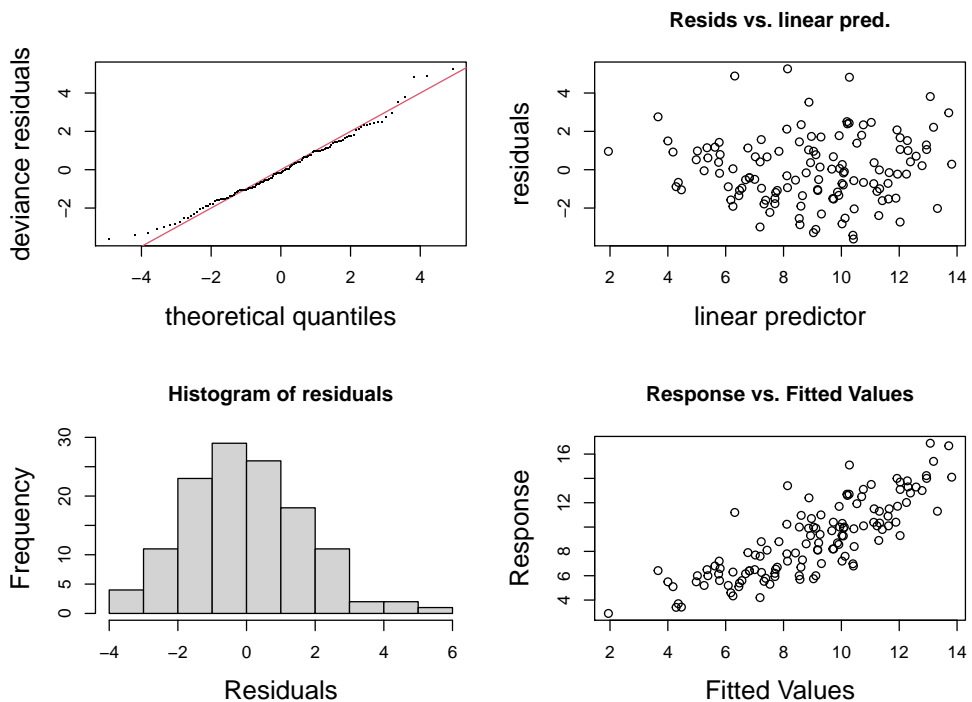 deviance residuals
4
2
0
−2
−4 −2 0 2 4
theoretical quantiles
Resids vs. linear pred.
residuals
4
2
0
−2
2 4 6 8 10 12 14
linear predictor
Histogram of residuals
Frequency
30
20
10
5
0
−4 −2 0 2 4 6
Residuals
Response vs. Fitted Values
Response
16
12
8
6
4
2 4 6 8 10 12 14
Fitted Values